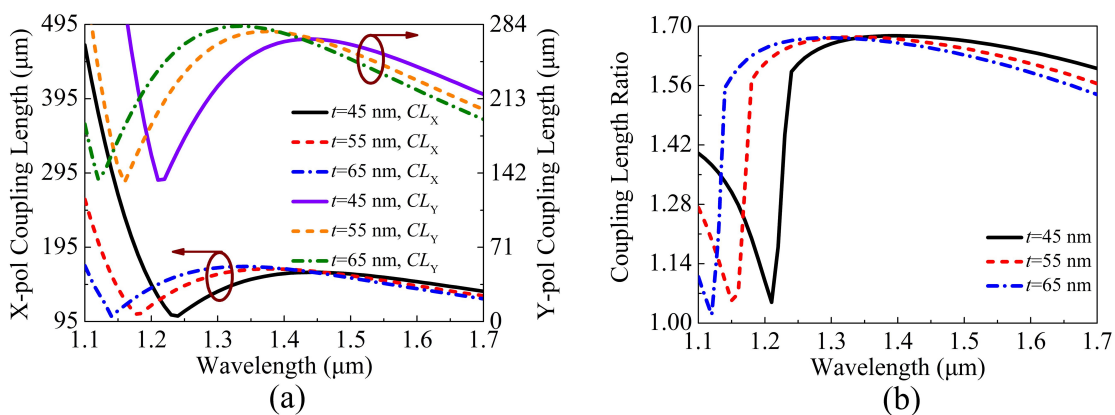 495
395
295
195
95
X-pol Coupling Length (μm)
284
213
142
71
0
Y-pol Coupling Length (μm)
t=45 nm, CLX
t=55 nm, CLX
t=65 nm, CLX
t=45 nm, CLY
t=55 nm, CLY
t=65 nm, CLY
1.1 1.2 1.3 1.4 1.5 1.6 1.7
Wavelength (μm)
(a)
1.70
1.56
1.42
1.28
1.14
1.00
Coupling Length Ratio
t=45 nm
t=55 nm
t=65 nm
1.1 1.2 1.3 1.4 1.5 1.6 1.7
Wavelength (μm)
(b)